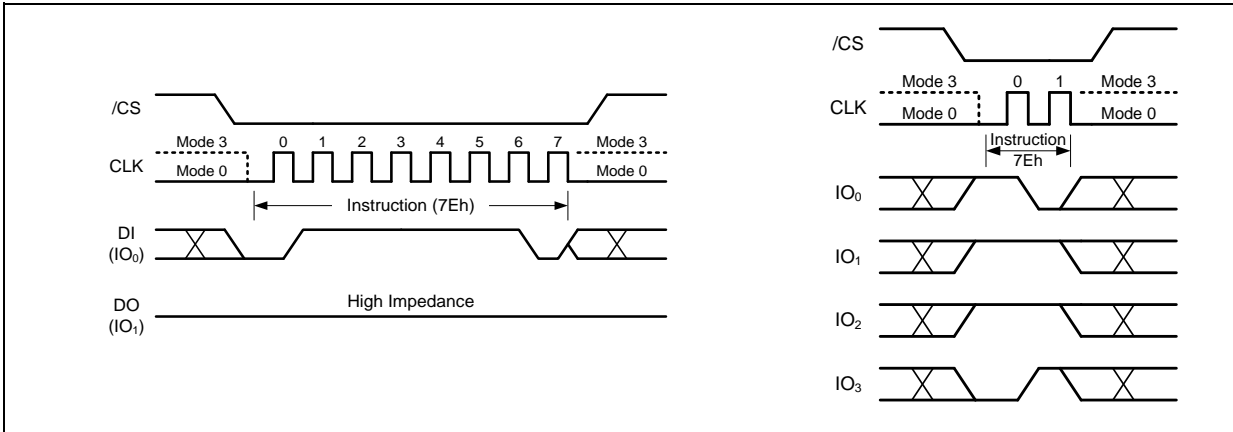 /CS
Mode 3 0 1 2 3 4 5 6 7 Mode 3
CLK
Mode 0 Mode 0
Instruction (7Eh)
DI
(IO₀)
High Impedance
DO
(IO₁)
/CS
Mode 3 0 1 Mode 3
CLK
Mode 0 Mode 0
Instruction
7Eh
IO₀
IO₁
IO₂
IO₃